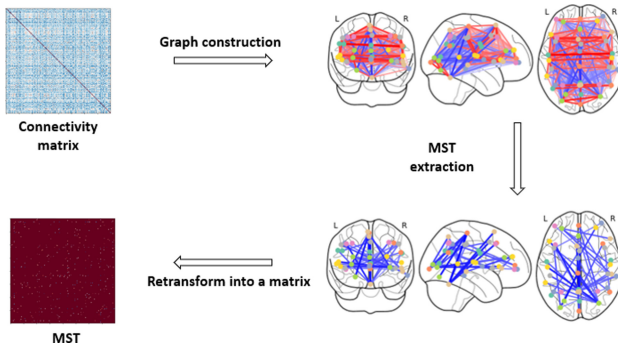 L R L R
Graph construction
Connectivity
matrix
MST
extraction
L R L R
Retransform into a matrix
MST